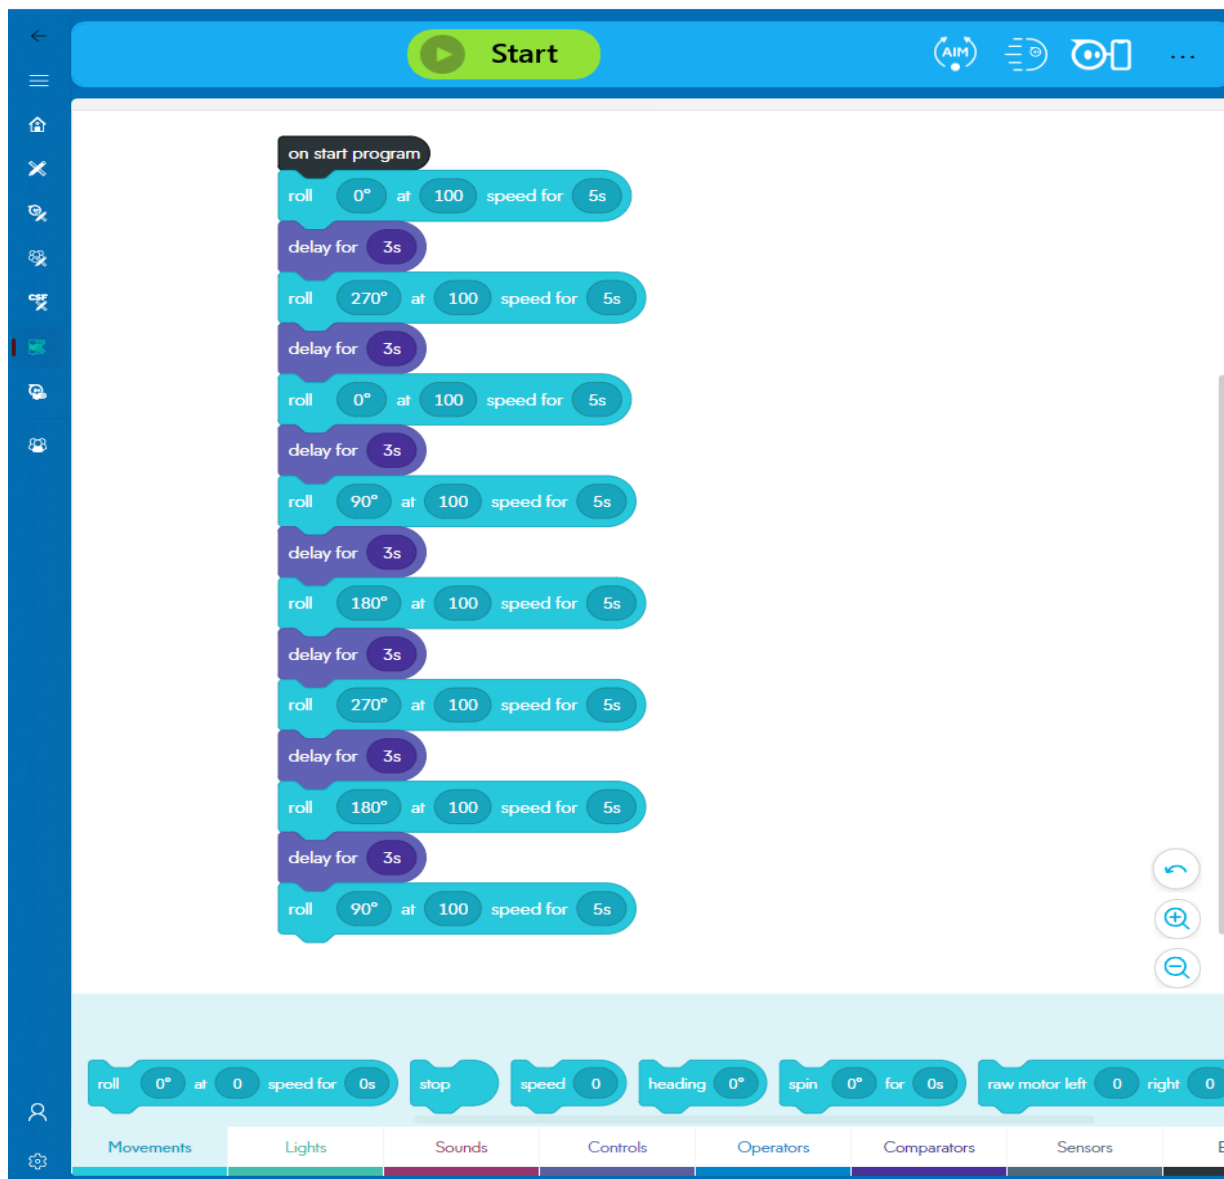 Start
AIM
...
CSF
on start program
roll 0° at 100 speed for 5s
delay for 3s
roll 270° at 100 speed for 5s
delay for 3s
roll 0° at 100 speed for 5s
delay for 3s
roll 90° at 100 speed for 5s
delay for 3s
roll 180° at 100 speed for 5s
delay for 3s
roll 270° at 100 speed for 5s
delay for 3s
roll 180° at 100 speed for 5s
delay for 3s
roll 90° at 100 speed for 5s
roll 0° at 0 speed for 0s stop speed 0 heading 0° spin 0° for 0s raw motor left 0 right 0
Movements Lights Sounds Controls Operators Comparators Sensors